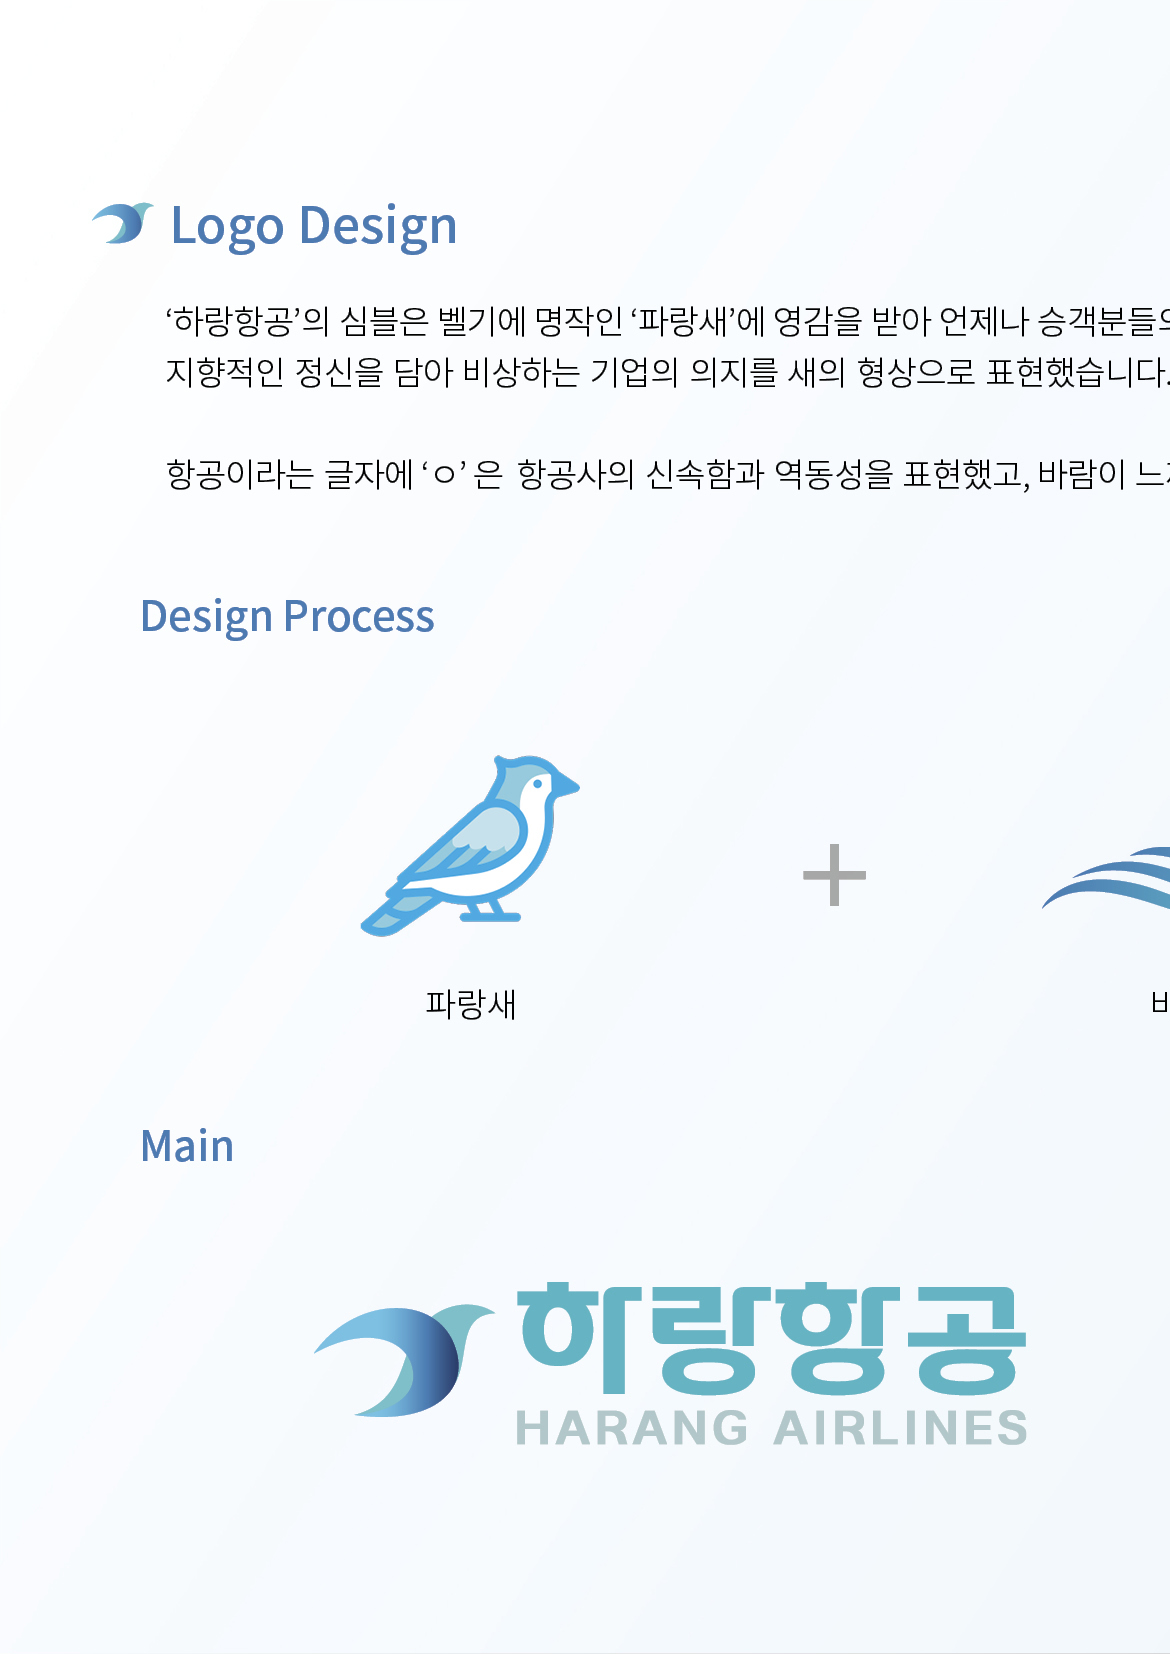 Logo Design
‘하랑항공’의 심블은 벨기에 명작인 ‘파랑새’에 영감을 받아 언제나 승객분들의
지향적인 정신을 담아 비상하는 기업의 의지를 새의 형상으로 표현했습니다.
항공이라는 글자에 ‘ㅇ’ 은 항공사의 신속함과 역동성을 표현했고, 바람이
Design Process
파랑새
Main
하랑항공
HARANG AIRLINES